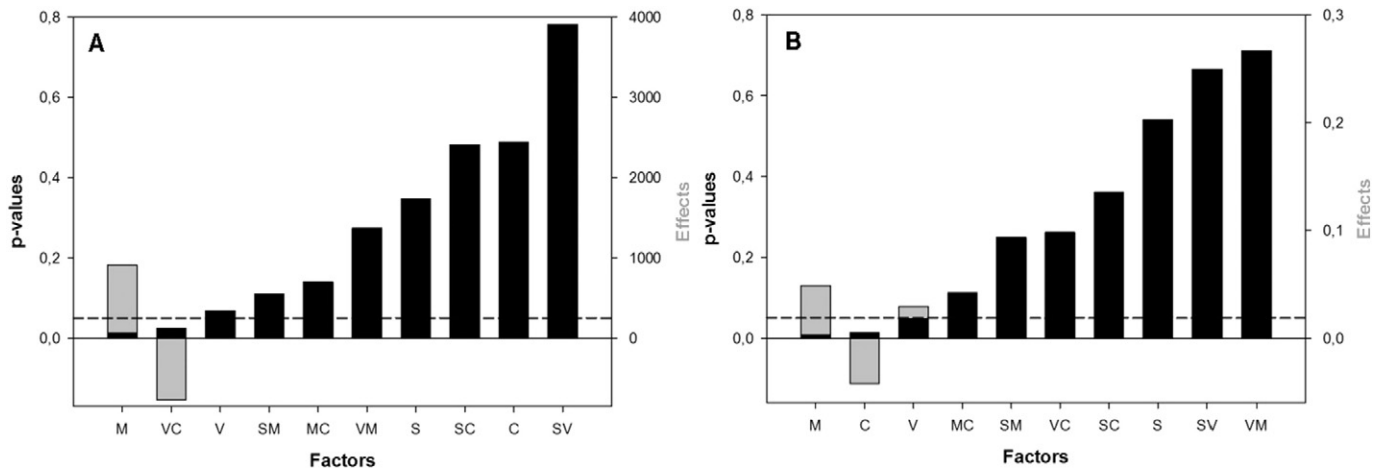 A
0,8
0,6
0,4
0,2
0,0
p-values
4000
3000
2000
1000
0
Effects
M VC V SM MC VM S SC C SV
Factors
B
0,8
0,6
0,4
0,2
0,0
p-values
0,3
0,2
0,1
0,0
Effects
M C V MC SM VC SC S SV VM
Factors